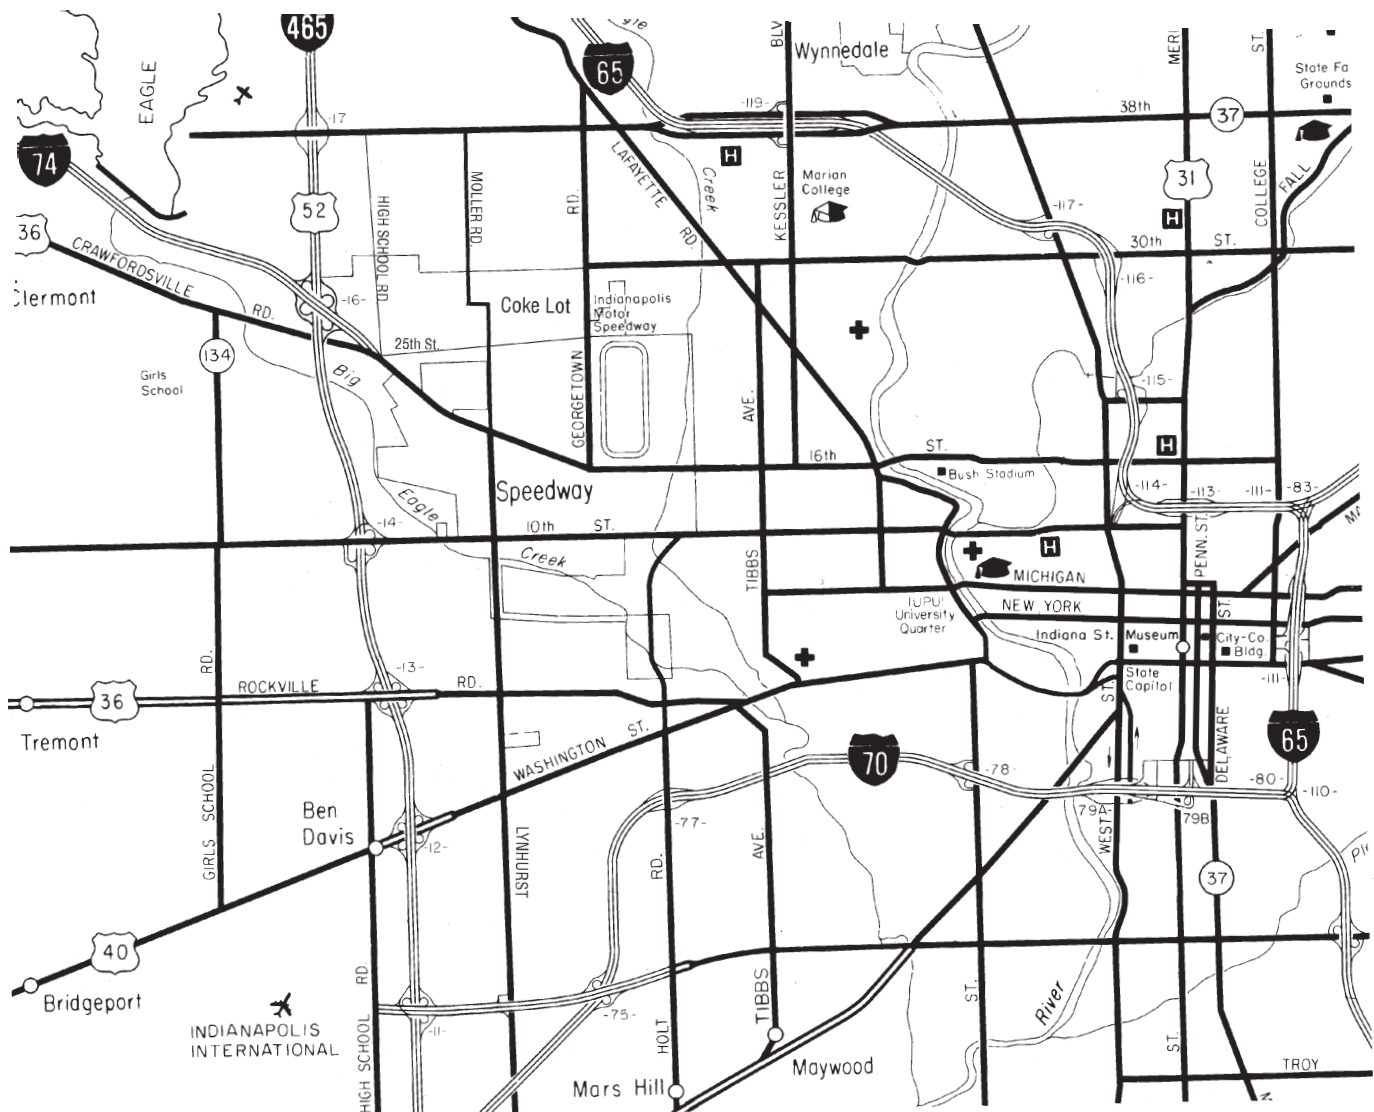 465
65
BLV
Wynnedale
MERI
ST.
State Fa
Grounds
EAGLE
-17
-119-
38th
37
74
LAFAYETTE
RD.
Creek
KESSLER
Marian
College
31
COLLEGE
FALL
52
MOLLER RD.
RD.
HIGH SCHOOL RD
-117-
36
CRAWFORDSVILLE
RD.
30th
ST.
-116-
Clermont
-16-
Coke Lot
Indianapolis
Motor
Speedway
134
25th St.
Girls
School
Big
GEORGETOWN
AVE.
-115-
16th
ST.
Bush Stadium
Speedway
Eagle
-14-
-114-
-113-
-111-
-83-
MA
10th
ST.
Creek
TIBBS
PENN. ST.
MICHIGAN
NEW YORK
ST.
IUPUI
University
Quarter
Indiana St.
Museum
City-Co.
Bldg.
RD.
-13-
State
Capitol
-111-
ROCKVILLE
RD.
36
ST.
Tremont
WASHINGTON
ST.
70
DELAWARE
65
-78-
-80-
-110-
GIRLS SCHOOL
Ben
Davis
-77-
79A-
79B
WEST
-12-
LYNHURST
RD.
AVE.
Ple
37
40
Bridgeport
RD
INDIANAPOLIS
INTERNATIONAL
HIGH SCHOOL
-11-
-75-
HOLT
TIBBS
ST.
River
ST.
Mars Hill
Maywood
TROY